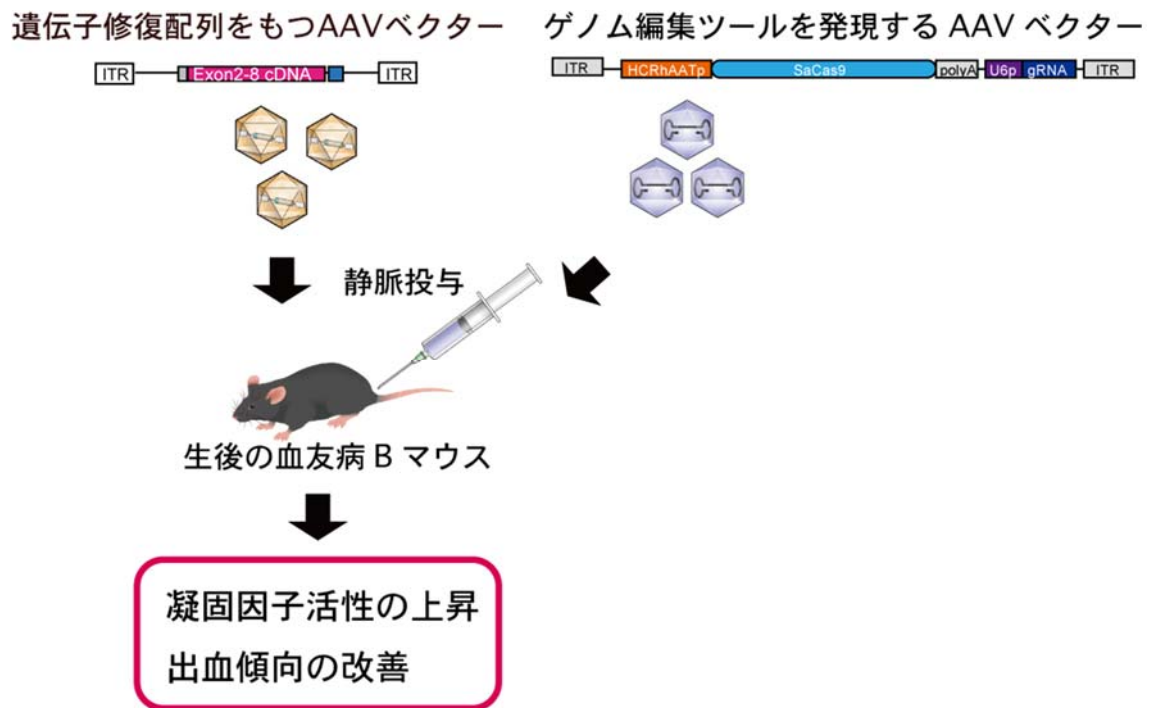 遺伝子修復配列をもつAAVベクター
ゲノム編集ツールを発現する AAV ベクター
ITR Exon2-8 cDNA ITR
ITR HCRhAATp SaCas9 polyA U6p gRNA ITR
静脈投与
生後の血友病 B マウス
凝固因子活性の上昇
出血傾向の改善